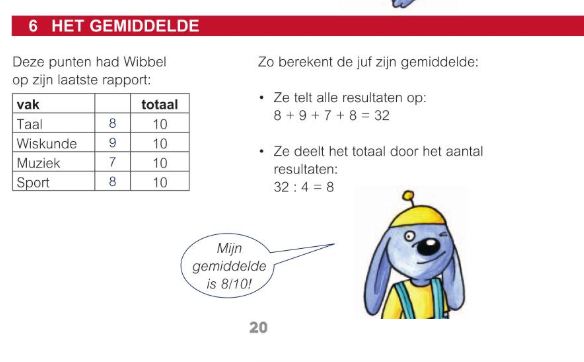 6 HET GEMIDDELDE
Deze punten had Wibbel
op zijn laatste rapport:
vak totaal
Taal 8 10
Wiskunde 9 10
Muziek 7 10
Sport 8 10
Zo berekent de juf zijn gemiddelde:
• Ze telt alle resultaten op:
8 + 9 + 7 + 8 = 32
• Ze deelt het totaal door het aantal
resultaten:
32 : 4 = 8
Mijn
gemiddelde
is 8/10!
20